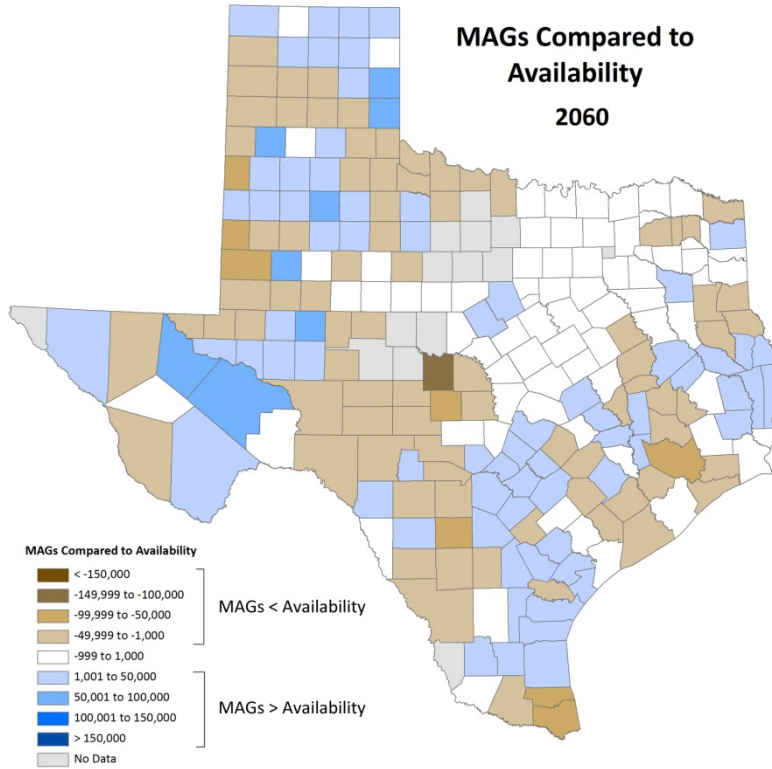 MAGs Compared to
Availability
2060
MAGs Compared to Availability
< -150,000
-149,999 to -100,000
-99,999 to -50,000
-49,999 to -1,000
MAGs < Availability
-999 to 1,000
1,001 to 50,000
50,001 to 100,000
100,001 to 150,000
> 150,000
MAGs > Availability
No Data